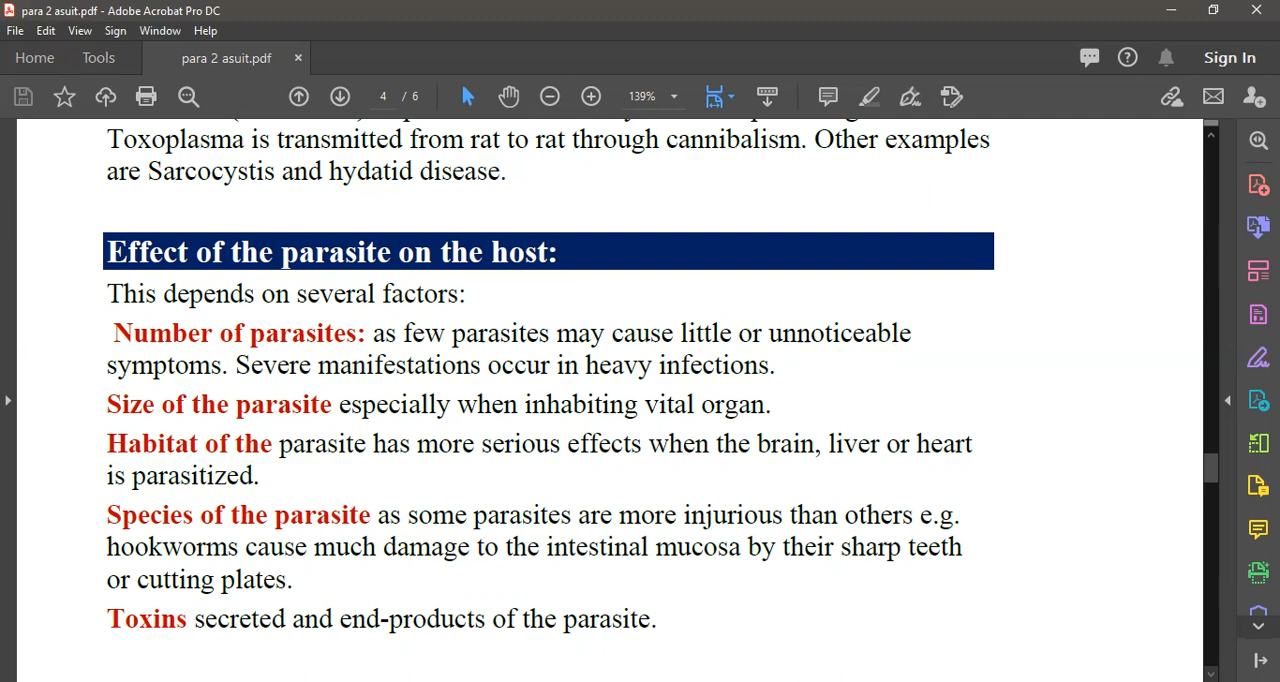 para 2 asuit.pdf - Adobe Acrobat Pro DC
File Edit View Sign Window Help
Home Tools para 2 asuit.pdf × Sign In
4 / 6 139%
Toxoplasma is transmitted from rat to rat through cannibalism. Other examples
are Sarcocystis and hydatid disease.
Effect of the parasite on the host:
This depends on several factors:
Number of parasites: as few parasites may cause little or unnoticeable
symptoms. Severe manifestations occur in heavy infections.
Size of the parasite especially when inhabiting vital organ.
Habitat of the parasite has more serious effects when the brain, liver or heart
is parasitized.
Species of the parasite as some parasites are more injurious than others e.g.
hookworms cause much damage to the intestinal mucosa by their sharp teeth
or cutting plates.
Toxins secreted and end-products of the parasite.